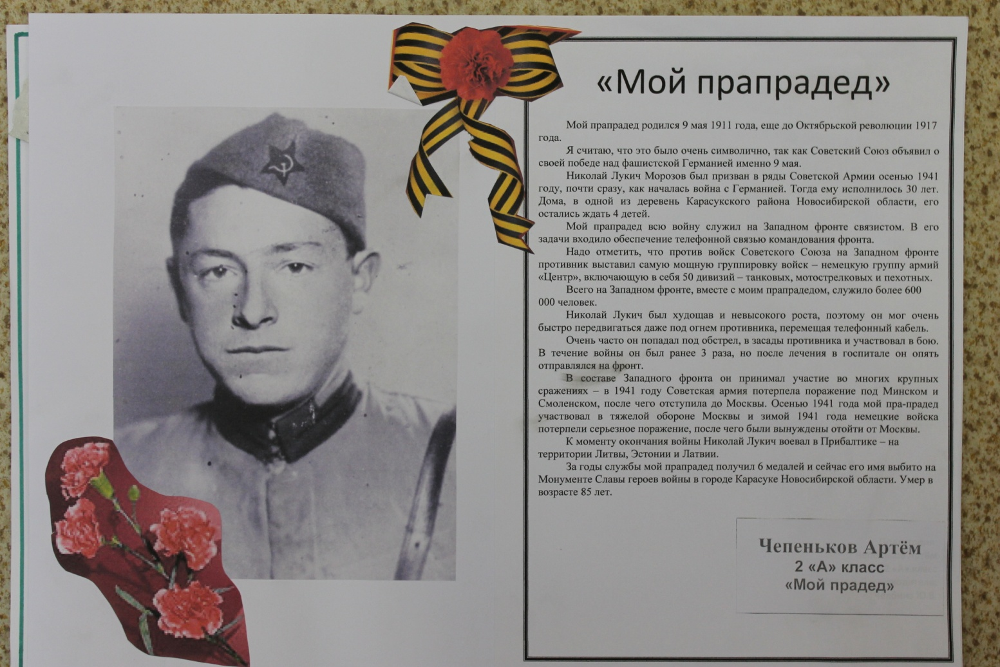 «Мой прапрадед»
Мой прапрадед родился 9 мая 1911 года, еще до Октябрьской революции 1917
года.
Я считаю, что это было очень символично, так как Советский Союз объявил о
своей победе над фашистской Германией именно 9 мая.
Николай Лукич Морозов был призван в ряды Советской Армии осенью 1941
году, почти сразу, как началась война с Германией. Тогда ему исполнилось 30 лет.
Дома, в одной из деревень Карасукского района Новосибирской области, его
остались ждать 4 детей.
Мой прапрадед всю войну служил на Западном фронте связистом. В его
задачи входило обеспечение телефонной связью командования фронта.
Надо отметить, что против войск Советского Союза на Западном фронте
противник выставил самую мощную группировку войск – немецкую группу армий
«Центр», включающую в себя 50 дивизий – танковых, мотострелковых и пехотных.
Всего на Западном фронте, вместе с моим прапрадедом, служило более 600
000 человек.
Николай Лукич был худощав и невысокого роста, поэтому он мог очень
быстро передвигаться даже под огнем противника, перемещая телефонный кабель.
Очень часто он попадал под обстрел, в засады противника и участвовал в бою.
В течение войны он был ранее 3 раза, но после лечения в госпитале он опять
отправлялся на фронт.
В составе Западного фронта он принимал участие во многих крупных
сражениях – в 1941 году Советская армия потерпела поражение под Минском и
Смоленском, после чего отступила до Москвы. Осенью 1941 года мой пра-прадед
участвовал в тяжелой обороне Москвы и зимой 1941 года немецкие войска
потерпели серьезное поражение, после чего были вынуждены отойти от Москвы.
К моменту окончания войны Николай Лукич воевал в Прибалтике – на
территории Литвы, Эстонии и Латвии.
За годы службы мой прапрадед получил 6 медалей и сейчас его имя выбито на
Монументе Славы героев войны в городе Карасуке Новосибирской области. Умер в
возрасте 85 лет.
Чепеньков Артём
2 «А» класс
«Мой прадед»